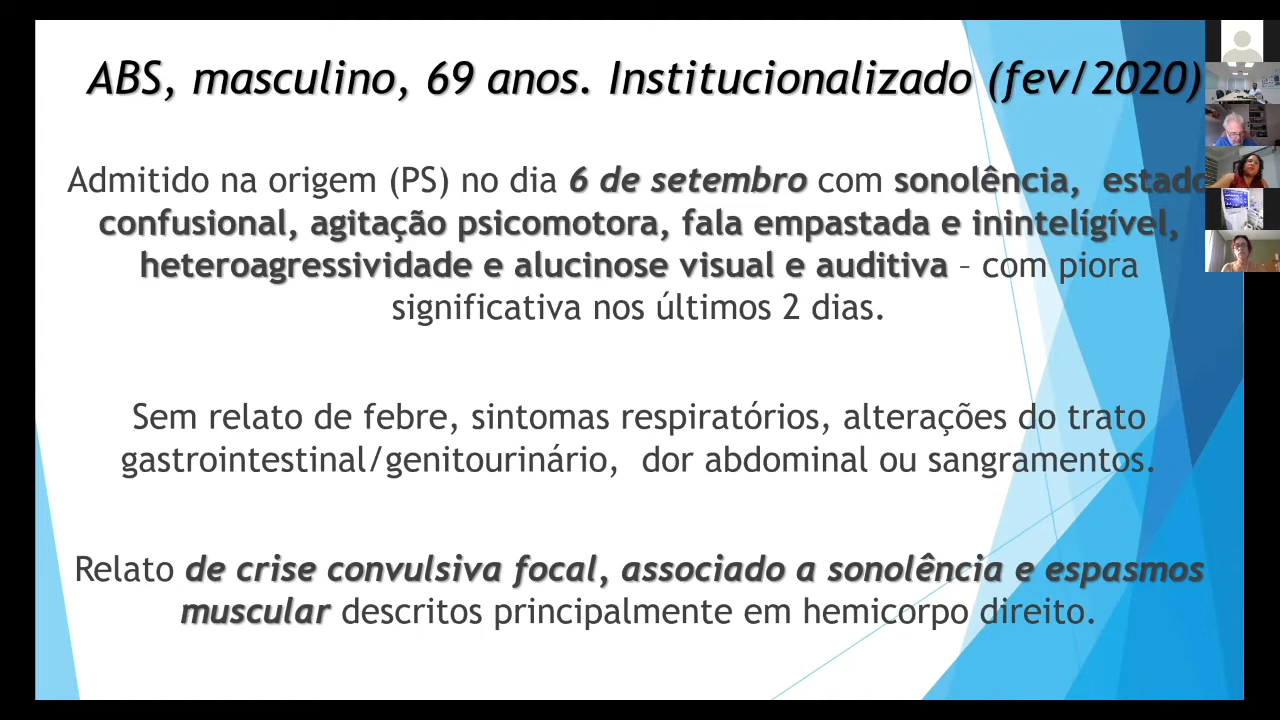 ABS, masculino, 69 anos. Institucionalizado (fev/2020)
Admitido na origem (PS) no dia 6 de setembro com sonolência, estado
confusional, agitação psicomotora, fala empastada e ininteligível,
heteroagressividade e alucinose visual e auditiva – com piora
significativa nos últimos 2 dias.
Sem relato de febre, sintomas respiratórios, alterações do trato
gastrointestinal/genitourinário, dor abdominal ou sangramentos.
Relato de crise convulsiva focal, associado a sonolência e espasmos
muscular descritos principalmente em hemicorpo direito.